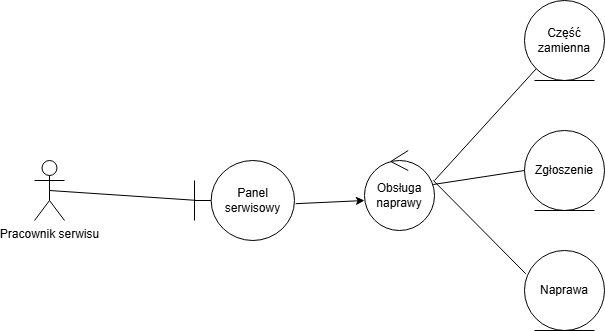 Część
zamienna
Pracownik serwisu
Panel
serwisowy
Obsługa
naprawy
Zgłoszenie
Naprawa